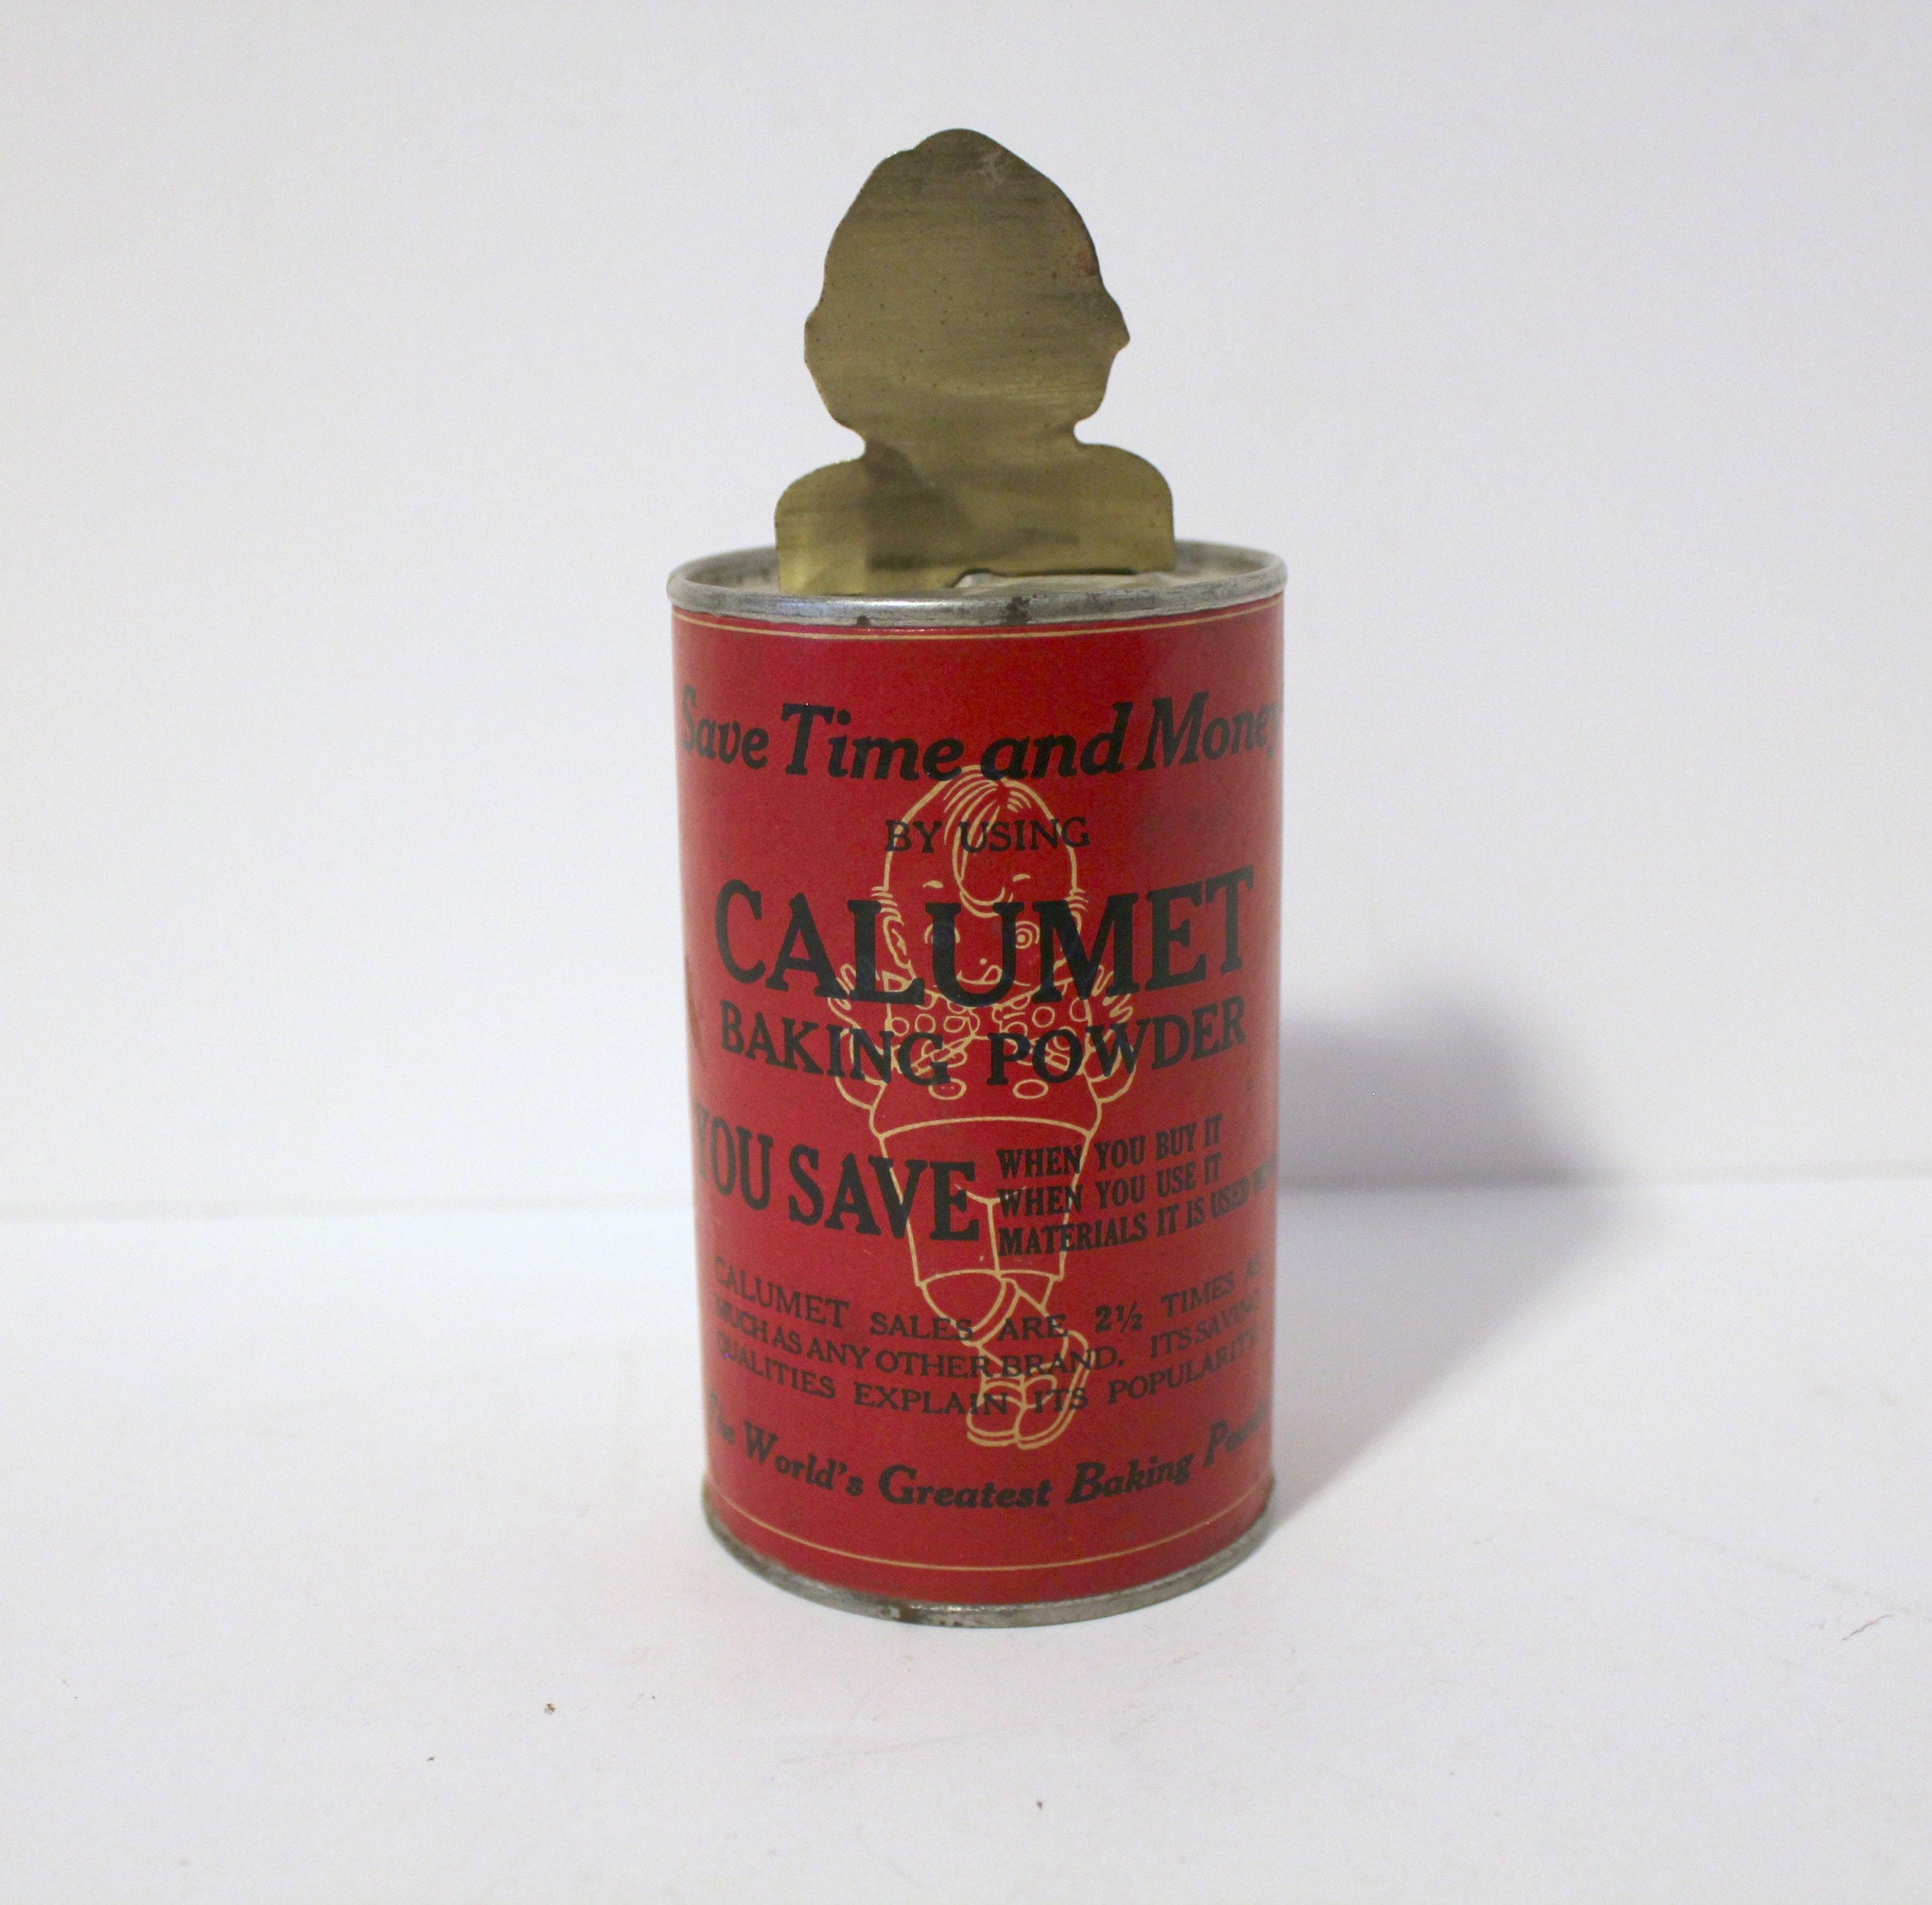 Save Time and Money
BY USING
CALUMET
BAKING POWDER
YOU SAVE
WHEN YOU BUY IT
WHEN YOU USE IT
MATERIALS IT IS USED
CALUMET SALES ARE 2½ TIMES AS
MUCH AS ANY OTHER BRAND. ITS SAVING
QUALITIES EXPLAIN ITS POPULARITY.
The World's Greatest Baking Powder